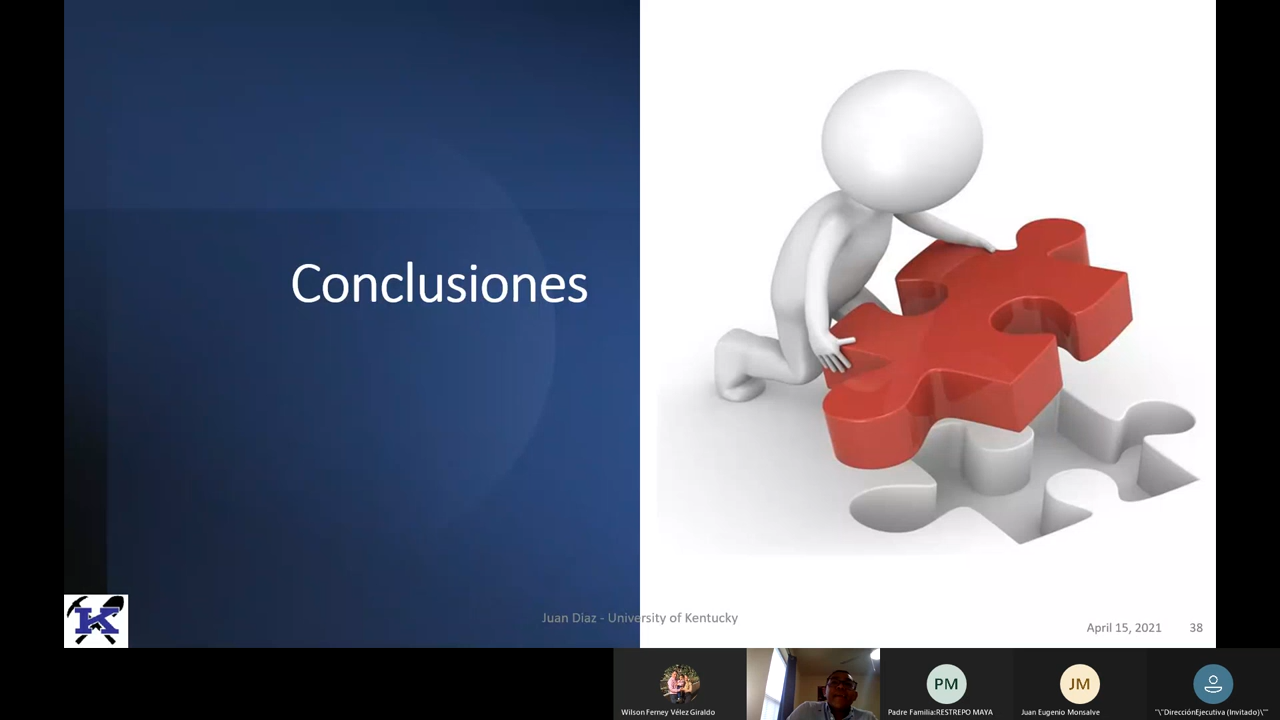 Conclusiones
K
Juan Diaz - University of Kentucky
April 15, 2021
38
PM
JM
Wilson Ferney Vélez Giraldo
Padre Familia:RESTREPO MAYA
Juan Eugenio Monsalve
"\"DirecciónEjecutiva (Invitado)\""